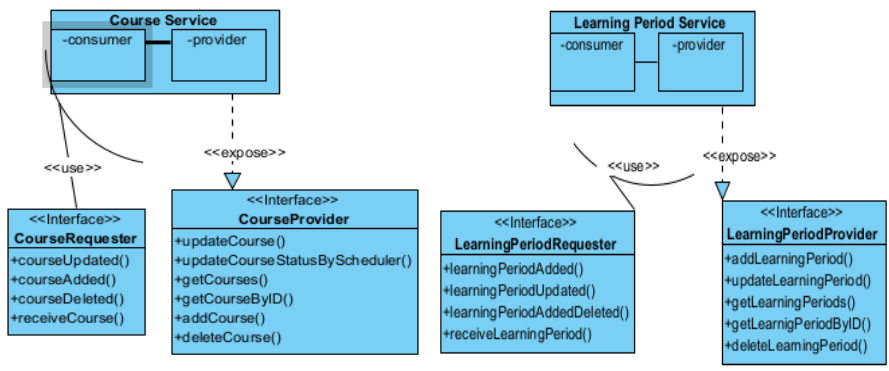 Course Service
-consumer
-provider
<<use>>
<<expose>>
<<Interface>>
CourseRequester
+courseUpdated()
+courseAdded()
+courseDeleted()
+receiveCourse()
<<Interface>>
CourseProvider
+updateCourse()
+updateCourseStatusByScheduler()
+getCourses()
+getCourseByID()
+addCourse()
+deleteCourse()
Learning Period Service
-consumer
-provider
<<use>>
<<expose>>
<<Interface>>
LearningPeriodRequester
+learningPeriodAdded()
+learningPeriodUpdated()
+learningPeriodAddedDeleted()
+receiveLearningPeriod()
<<Interface>>
LearningPeriodProvider
+addLearningPeriod()
+updateLearningPeriod()
+getLearningPeriods()
+getLearnigPeriodByID()
+deleteLearningPeriod()